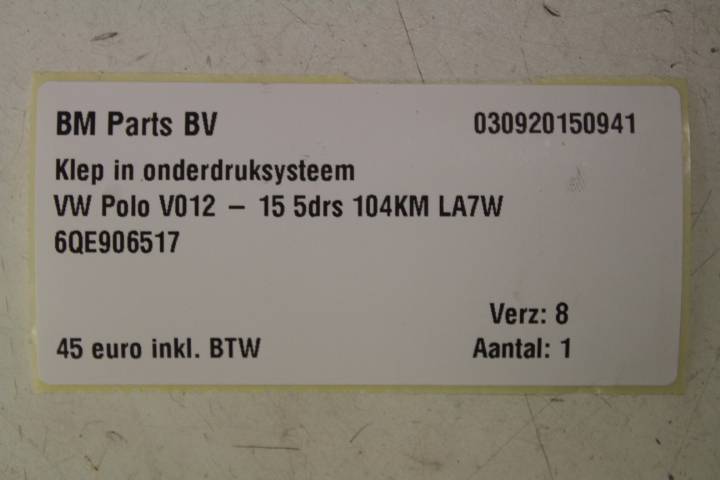 BM Parts BV 030920150941
Klep in onderdruksysteem
VW Polo V012 – 15 5drs 104KM LA7W
6QE906517
Verz: 8
45 euro inkl. BTW Aantal: 1